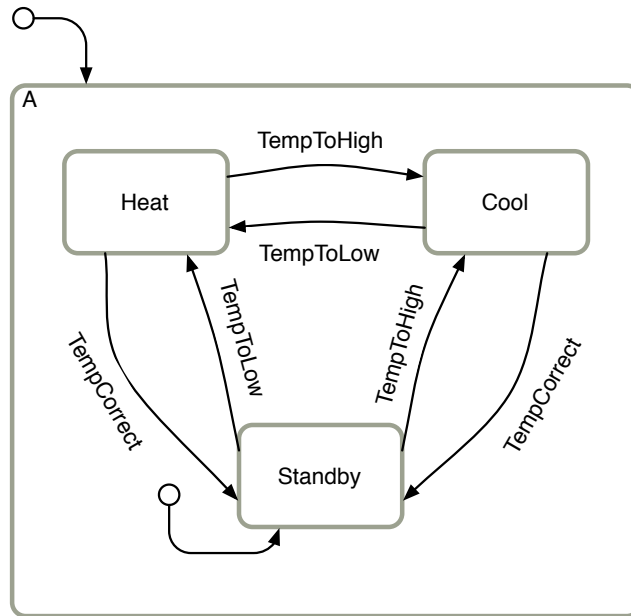 A
TempToHigh
Heat
Cool
TempToLow
TempToLow
TempToHigh
TempCorrect
TempCorrect
Standby